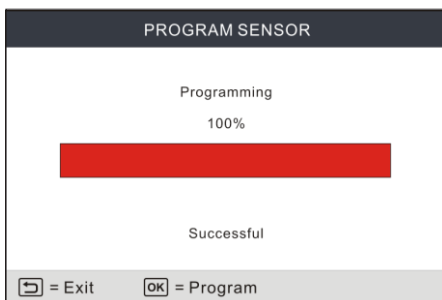 PROGRAM SENSOR
Programming
100%
Successful
= Exit OK = Program